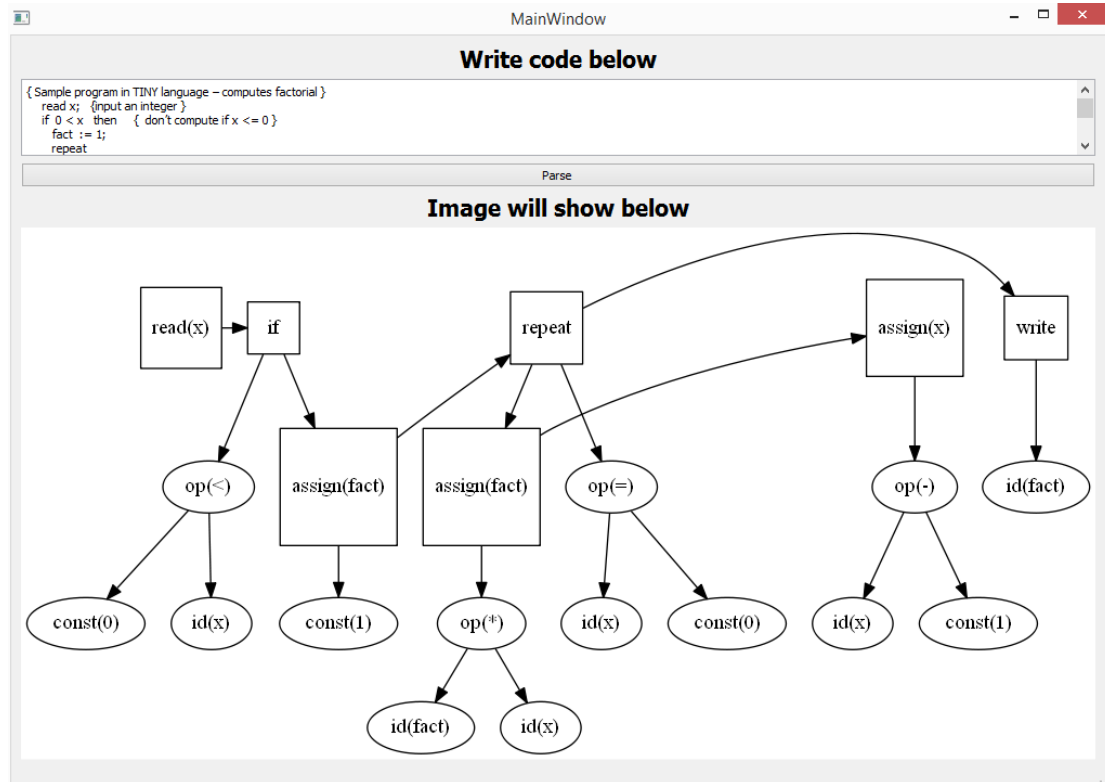 MainWindow
Write code below
{ Sample program in TINY language – computes factorial }
read x; {input an integer }
if 0 < x then { don't compute if x <= 0 }
fact := 1;
repeat
Parse
Image will show below
read(x)
if
repeat
assign(x)
write
op(<)
assign(fact)
assign(fact)
op(=)
op(-)
id(fact)
const(0)
id(x)
const(1)
op(*)
id(x)
const(0)
id(x)
const(1)
id(fact)
id(x)